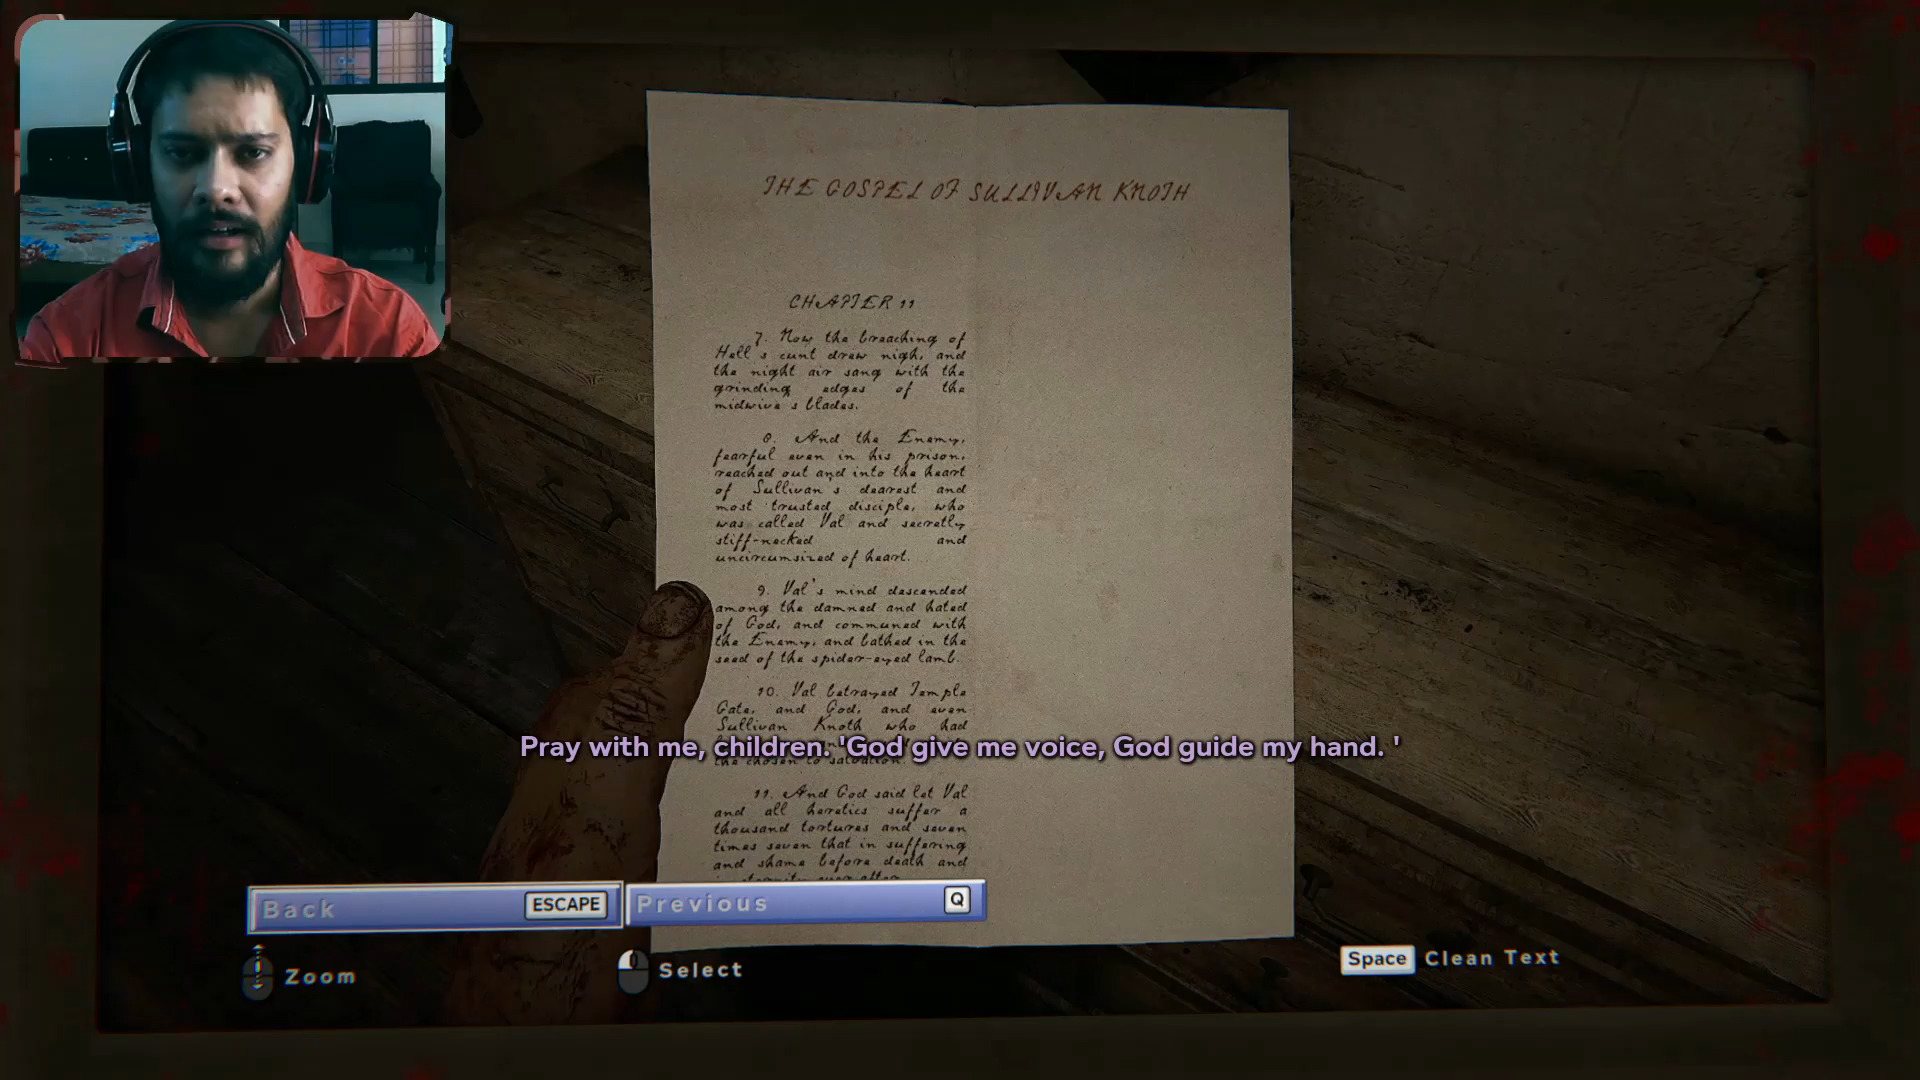 THE GOSPEL OF SULLIVAN KNOTH
CHAPTER 11
7. Now the breaching of
Hell's cunt drew nigh, and
the night air sang with the
grinding edges of the
midwive's blades.
8. And the Enemy,
fearful even in his prison,
reached out and into the heart
of Sullivan's dearest and
most trusted disciple, who
was called Val and secretly
stiff-necked and
uncircumsized of heart.
9. Val's mind descended
among the damned and hated
of God, and communed with
the Enemy, and bathed in the
seed of the spider-eyed lamb.
10. Val betrayed Temple
Gate, and God, and even
Sullivan Knoth who had
Pray with me, children. 'God give me voice, God guide my hand. '
the chosen to salvation.
11. And God said let Val
and all heretics suffer a
thousand tortures and seven
times seven that in suffering
and shame before death and
Back ESCAPE Previous Q
Zoom Select Space Clean Text